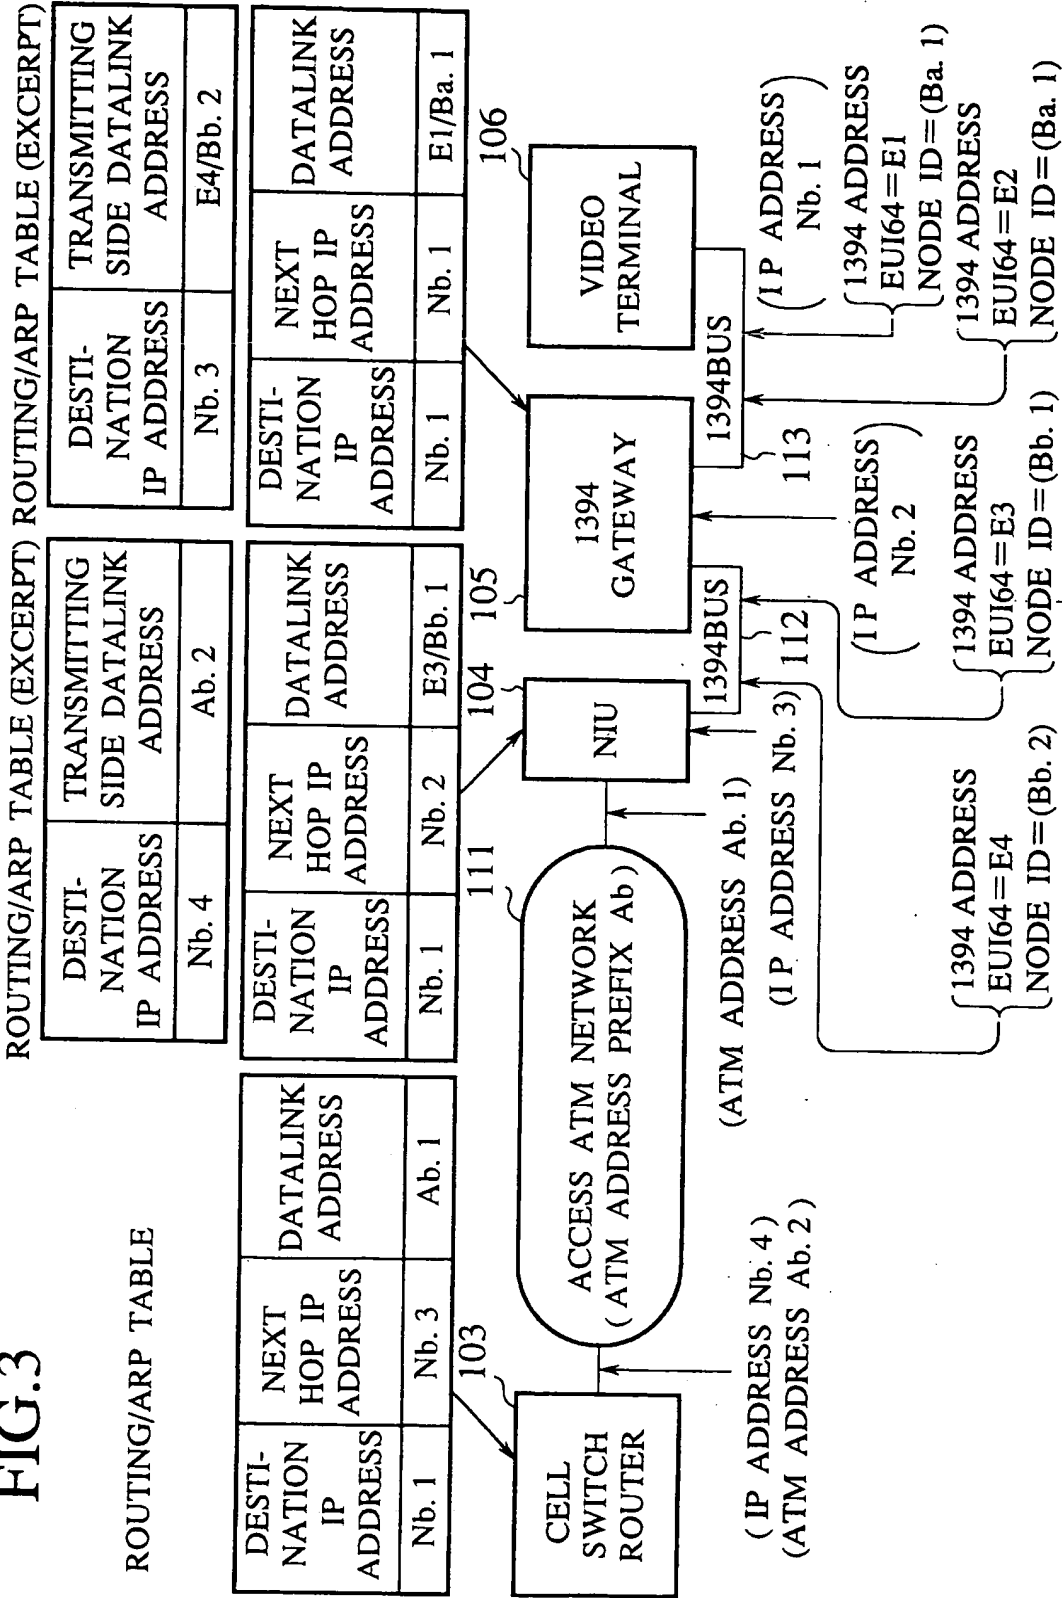 FIG.3
ROUTING/ARP TABLE
DESTI-
NATION
IP
ADDRESS
NEXT
HOP IP
ADDRESS
DATALINK
ADDRESS
Nb. 1
Nb. 3
Ab. 1
ROUTING/ARP TABLE (EXCERPT)
DESTI-
NATION
IP ADDRESS
TRANSMITTING
SIDE DATALINK
ADDRESS
Nb. 4
Ab. 2
DESTI-
NATION
IP
ADDRESS
NEXT
HOP IP
ADDRESS
DATALINK
ADDRESS
Nb. 1
Nb. 2
E3/Bb. 1
ROUTING/ARP TABLE (EXCERPT)
DESTI-
NATION
IP ADDRESS
TRANSMITTING
SIDE DATALINK
ADDRESS
Nb. 3
E4/Bb. 2
DESTI-
NATION
IP
ADDRESS
NEXT
HOP IP
ADDRESS
DATALINK
ADDRESS
Nb. 1
Nb. 1
E1/Ba. 1
103
CELL
SWITCH
ROUTER
111
ACCESS ATM NETWORK
( ATM ADDRESS PREFIX Ab )
104
NIU
105
1394
GATEWAY
106
VIDEO
TERMINAL
1394BUS
112
1394BUS
113
( IP ADDRESS Nb. 4 )
(ATM ADDRESS Ab. 2 )
(ATM ADDRESS Ab. 1)
(I P ADDRESS Nb. 3)
(I P ADDRESS)
Nb. 2
(I P ADDRESS)
Nb. 1
1394 ADDRESS
EUI64=E4
NODE ID=(Bb. 2)
1394 ADDRESS
EUI64=E3
NODE ID=(Bb. 1)
1394 ADDRESS
EUI64=E1
NODE ID=(Ba. 1)
1394 ADDRESS
EUI64=E2
NODE ID=(Ba. 1)